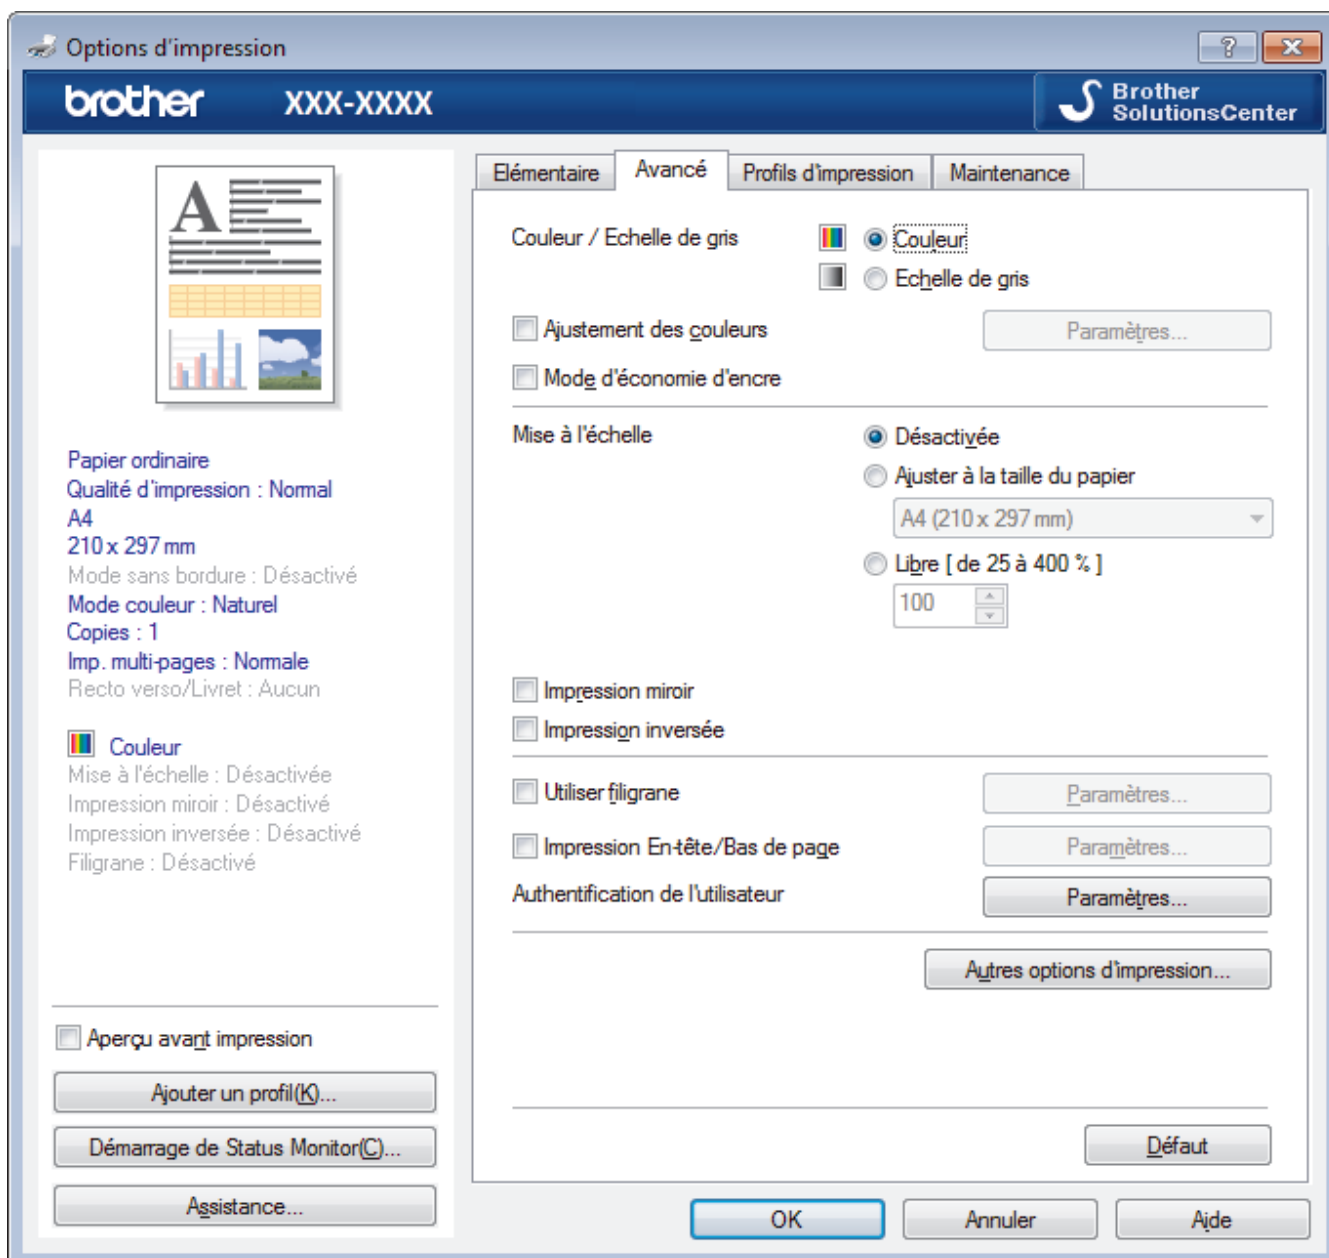 Options d'impression
brother XXX-XXXX
Brother
SolutionsCenter
A
Papier ordinaire
Qualité d'impression : Normal
A4
210 x 297 mm
Mode sans bordure : Désactivé
Mode couleur : Naturel
Copies : 1
Imp. multi-pages : Normale
Recto verso/Livret : Aucun
Couleur
Mise à l'échelle : Désactivée
Impression miroir : Désactivé
Impression inversée : Désactivé
Filigrane : Désactivé
Aperçu avant impression
Ajouter un profil(K)...
Démarrage de Status Monitor(C)...
Assistance...
Elémentaire Avancé Profils d'impression Maintenance
Couleur / Echelle de gris Couleur
Echelle de gris
Ajustement des couleurs Paramètres...
Mode d'économie d'encre
Mise à l'échelle Désactivée
Ajuster à la taille du papier
A4 (210 x 297 mm)
Libre [ de 25 à 400 % ]
100
Impression miroir
Impression inversée
Utiliser filigrane Paramètres...
Impression En-tête/Bas de page Paramètres...
Authentification de l'utilisateur Paramètres...
Autres options d'impression...
Défaut
OK Annuler Aide